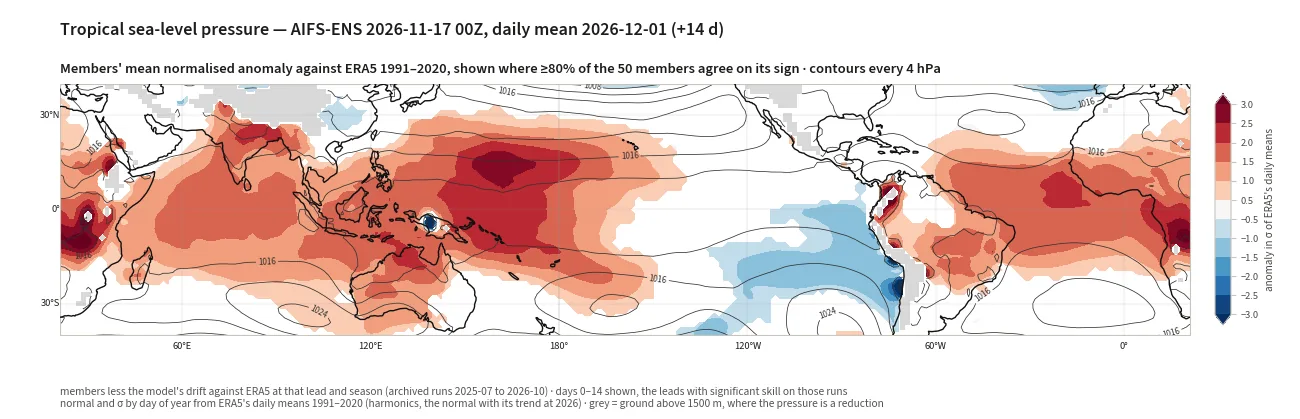 Tropical sea-level pressure — AIFS-ENS 2026-11-17 00Z, daily mean 2026-12-01 (+14 d)
Members' mean normalised anomaly against ERA5 1991–2020, shown where ≥80% of the 50 members agree on its sign · contours every 4 hPa
1016
1008
1016
1016
1016
1016
1016
1016
1016
1016
1024
1024
1016
1016
30°N
0°
30°S
60°E
120°E
180°
120°W
60°W
0°
3.0
2.5
2.0
1.5
1.0
0.5
−0.5
−1.0
−1.5
−2.0
−2.5
−3.0
anomaly in σ of ERA5's daily means
members less the model's drift against ERA5 at that lead and season (archived runs 2025-07 to 2026-10) · days 0–14 shown, the leads with significant skill on those runs
normal and σ by day of year from ERA5's daily means 1991–2020 (harmonics, the normal with its trend at 2026) · grey = ground above 1500 m, where the pressure is a reduction